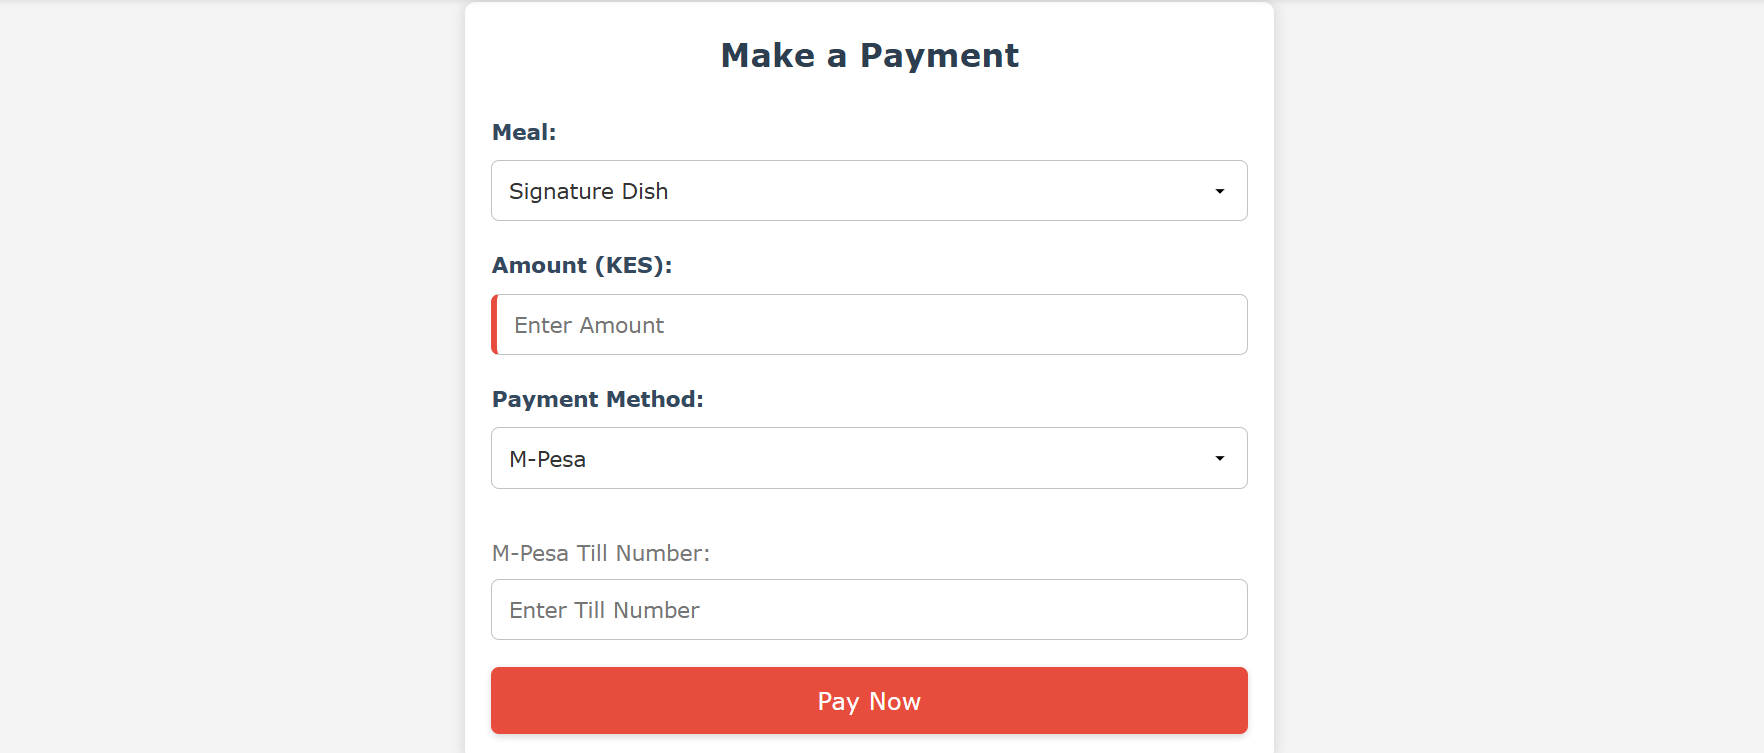 Make a Payment
Meal:
Signature Dish
Amount (KES):
Enter Amount
Payment Method:
M-Pesa
M-Pesa Till Number:
Enter Till Number
Pay Now